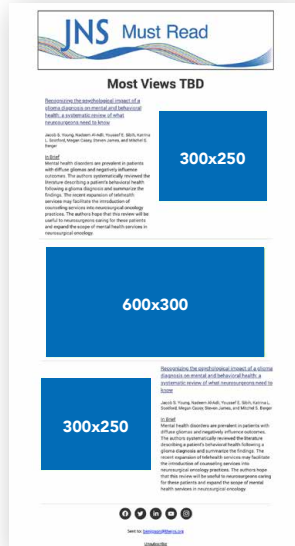 JNS Must Read
Most Views TBD
Recognizing the psychological impact of a
glioma diagnosis on mental and behavioral
health: a systematic review of what
neurosurgeons need to know
Jacob S. Young, Nadeem Al-Adli, Youssef E. Sibih, Katrina
L. Scotford, Megan Casey, Steven James, and Mitchel S.
Berger
In Brief
Mental health disorders are prevalent in patients
with diffuse gliomas and negatively influence
outcomes. The authors systematically reviewed the
literature describing a patient's behavioral health
following a glioma diagnosis and summarize the
findings. The recent expansion of telehealth
services may facilitate the introduction of
counseling services into neurosurgical oncology
practices. The authors hope that this review will be
useful to neurosurgeons caring for these patients
and expand the scope of mental health services in
neurosurgical oncology.
300x250
600x300
300x250
Recognizing the psychological impact of a glioma
diagnosis on mental and behavioral health: a
systematic review of what neurosurgeons need to
know
Jacob S. Young, Nadeem Al-Adli, Youssef E. Sibih, Katrina L.
Scotford, Megan Casey, Steven James, and Mitchel S. Berger
In Brief
Mental health disorders are prevalent in patients with
diffuse gliomas and negatively influence outcomes.
The authors systematically reviewed the literature
describing a patient's behavioral health following a
glioma diagnosis and summarize the findings. The
recent expansion of telehealth services may facilitate
the introduction of counseling services into
neurosurgical oncology practices. The authors hope
that this review will be useful to neurosurgeons caring
for these patients and expand the scope of mental
health services in neurosurgical oncology.
Sent to:
Unsubscribe